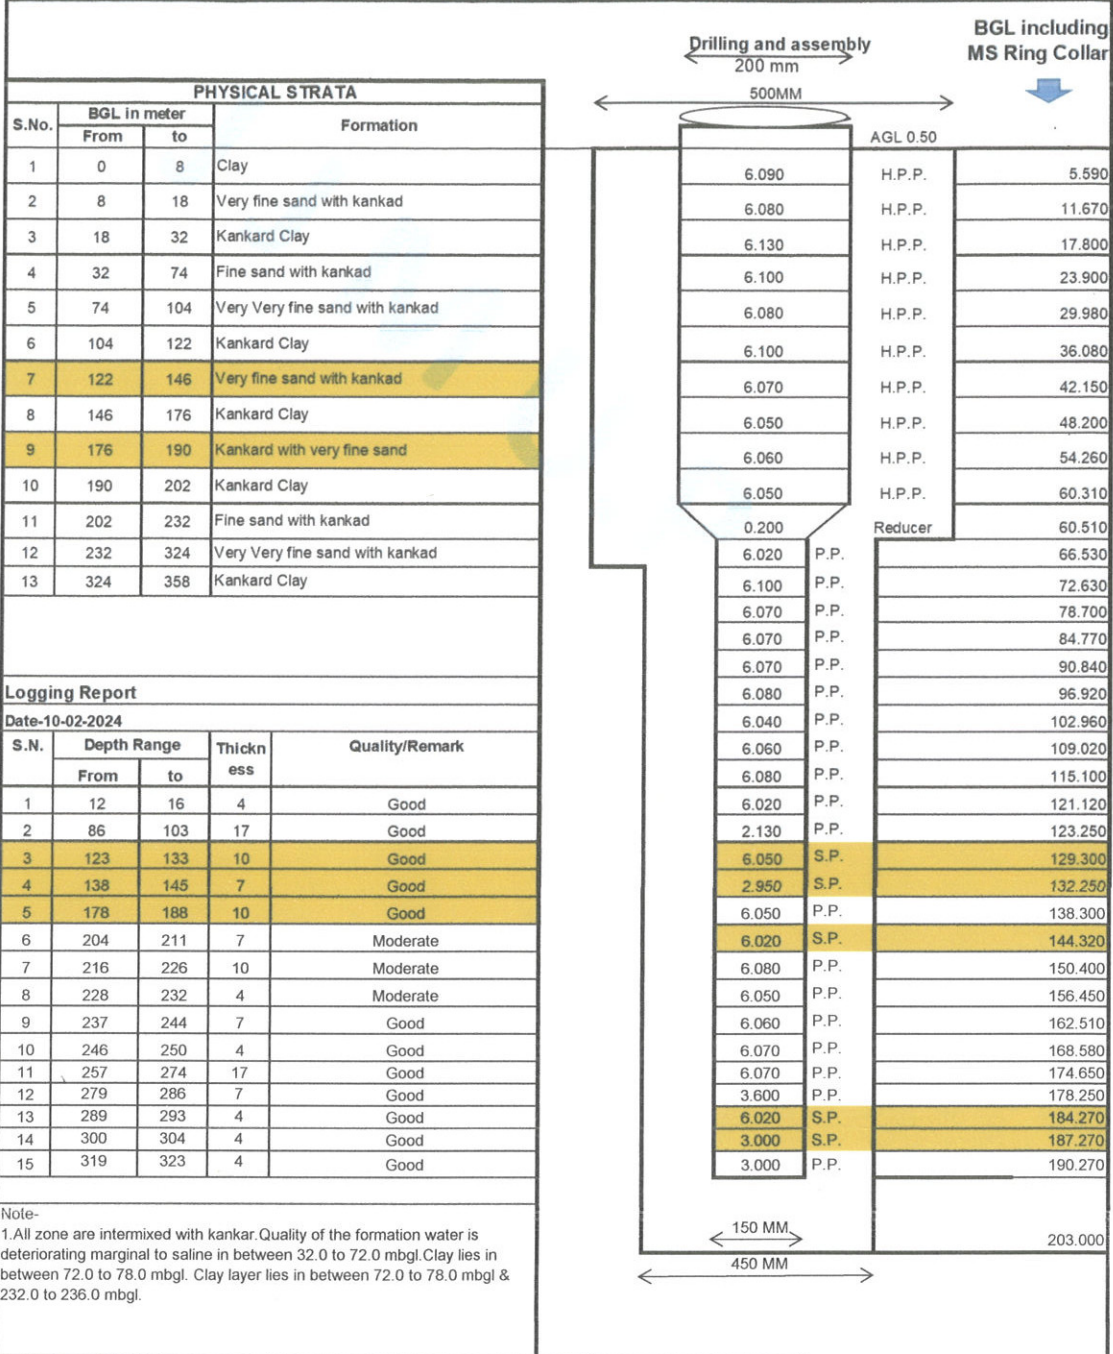 PHYSICAL STRATA
S.No. BGL in meter Formation
From to
1 0 8 Clay
2 8 18 Very fine sand with kankad
3 18 32 Kankard Clay
4 32 74 Fine sand with kankad
5 74 104 Very Very fine sand with kankad
6 104 122 Kankard Clay
7 122 146 Very fine sand with kankad
8 146 176 Kankard Clay
9 176 190 Kankard with very fine sand
10 190 202 Kankard Clay
11 202 232 Fine sand with kankad
12 232 324 Very Very fine sand with kankad
13 324 358 Kankard Clay
Logging Report
Date-10-02-2024
S.N. Depth Range Thickn Quality/Remark
From to ess
1 12 16 4 Good
2 86 103 17 Good
3 123 133 10 Good
4 138 145 7 Good
5 178 188 10 Good
6 204 211 7 Moderate
7 216 226 10 Moderate
8 228 232 4 Moderate
9 237 244 7 Good
10 246 250 4 Good
11 257 274 17 Good
12 279 286 7 Good
13 289 293 4 Good
14 300 304 4 Good
15 319 323 4 Good
Note-
1.All zone are intermixed with kankar.Quality of the formation water is
deteriorating marginal to saline in between 32.0 to 72.0 mbgl.Clay lies in
between 72.0 to 78.0 mbgl. Clay layer lies in between 72.0 to 78.0 mbgl &
232.0 to 236.0 mbgl.
BGL including
MS Ring Collar
Drilling and assembly
200 mm
500MM
AGL 0.50
6.090 H.P.P. 5.590
6.080 H.P.P. 11.670
6.130 H.P.P. 17.800
6.100 H.P.P. 23.900
6.080 H.P.P. 29.980
6.100 H.P.P. 36.080
6.070 H.P.P. 42.150
6.050 H.P.P. 48.200
6.060 H.P.P. 54.260
6.050 H.P.P. 60.310
0.200 Reducer 60.510
6.020 P.P. 66.530
6.100 P.P. 72.630
6.070 P.P. 78.700
6.070 P.P. 84.770
6.070 P.P. 90.840
6.080 P.P. 96.920
6.040 P.P. 102.960
6.060 P.P. 109.020
6.080 P.P. 115.100
6.020 P.P. 121.120
2.130 P.P. 123.250
6.050 S.P. 129.300
2.950 S.P. 132.250
6.050 P.P. 138.300
6.020 S.P. 144.320
6.080 P.P. 150.400
6.050 P.P. 156.450
6.060 P.P. 162.510
6.070 P.P. 168.580
6.070 P.P. 174.650
3.600 P.P. 178.250
6.020 S.P. 184.270
3.000 S.P. 187.270
3.000 P.P. 190.270
150 MM
203.000
450 MM